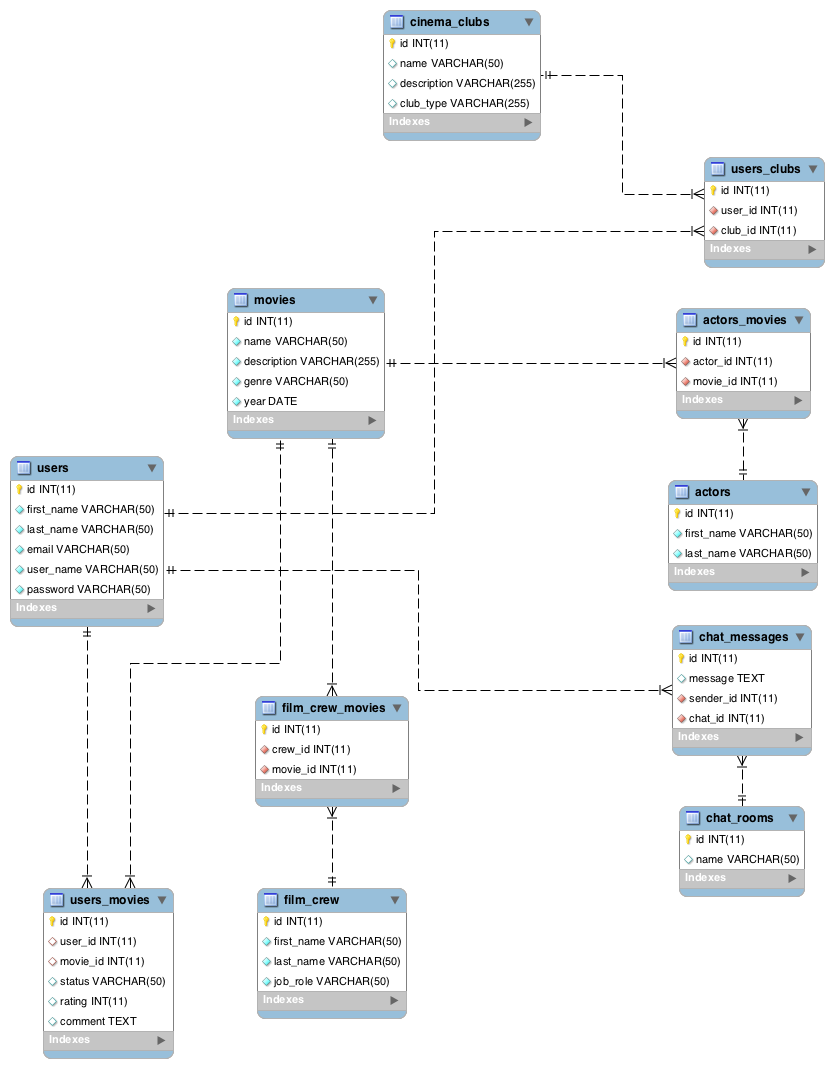 cinema_clubs
id INT(11)
name VARCHAR(50)
description VARCHAR(255)
club_type VARCHAR(255)
Indexes
users_clubs
id INT(11)
user_id INT(11)
club_id INT(11)
Indexes
movies
id INT(11)
name VARCHAR(50)
description VARCHAR(255)
genre VARCHAR(50)
year DATE
Indexes
actors_movies
id INT(11)
actor_id INT(11)
movie_id INT(11)
Indexes
users
id INT(11)
first_name VARCHAR(50)
last_name VARCHAR(50)
email VARCHAR(50)
user_name VARCHAR(50)
password VARCHAR(50)
Indexes
actors
id INT(11)
first_name VARCHAR(50)
last_name VARCHAR(50)
Indexes
chat_messages
id INT(11)
message TEXT
sender_id INT(11)
chat_id INT(11)
Indexes
film_crew_movies
id INT(11)
crew_id INT(11)
movie_id INT(11)
Indexes
chat_rooms
id INT(11)
name VARCHAR(50)
Indexes
users_movies
id INT(11)
user_id INT(11)
movie_id INT(11)
status VARCHAR(50)
rating INT(11)
comment TEXT
Indexes
film_crew
id INT(11)
first_name VARCHAR(50)
last_name VARCHAR(50)
job_role VARCHAR(50)
Indexes